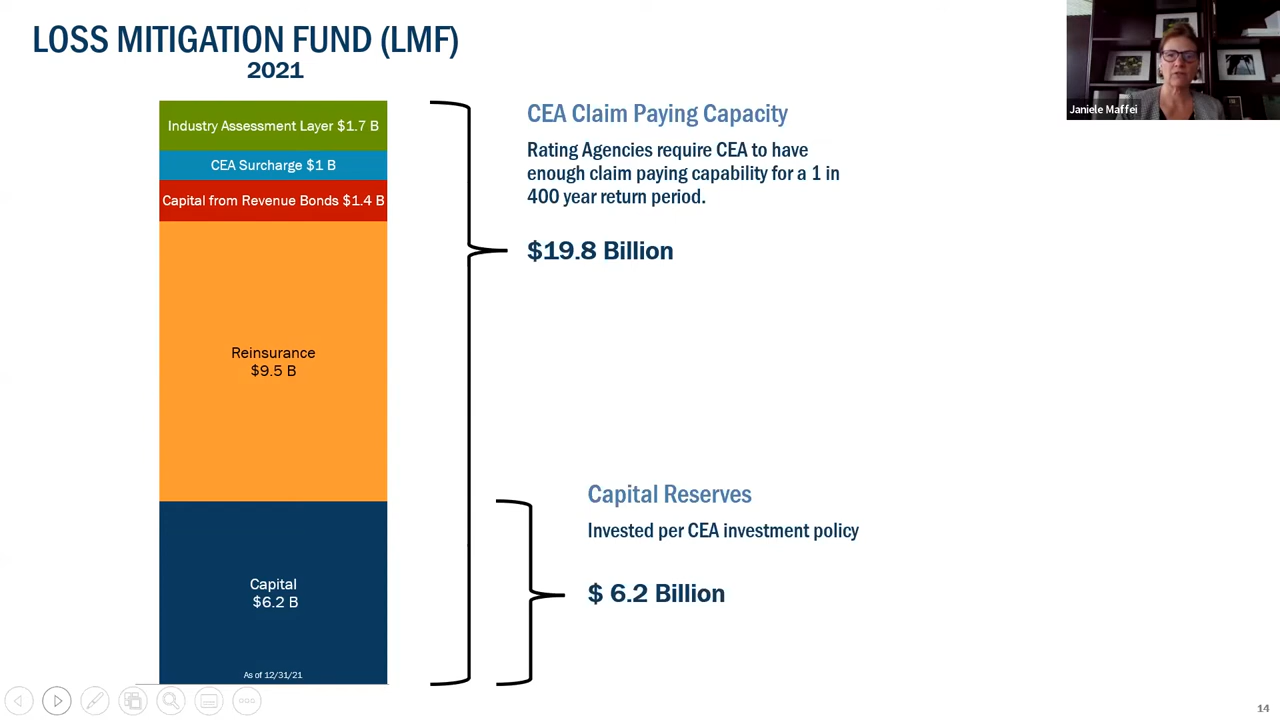 LOSS MITIGATION FUND (LMF)
2021
Industry Assessment Layer $1.7 B
CEA Surcharge $1 B
Capital from Revenue Bonds $1.4 B
Reinsurance
$9.5 B
Capital
$6.2 B
As of 12/31/21
CEA Claim Paying Capacity
Rating Agencies require CEA to have
enough claim paying capability for a 1 in
400 year return period.
$19.8 Billion
Capital Reserves
Invested per CEA investment policy
$ 6.2 Billion
Janiele Maffei
14